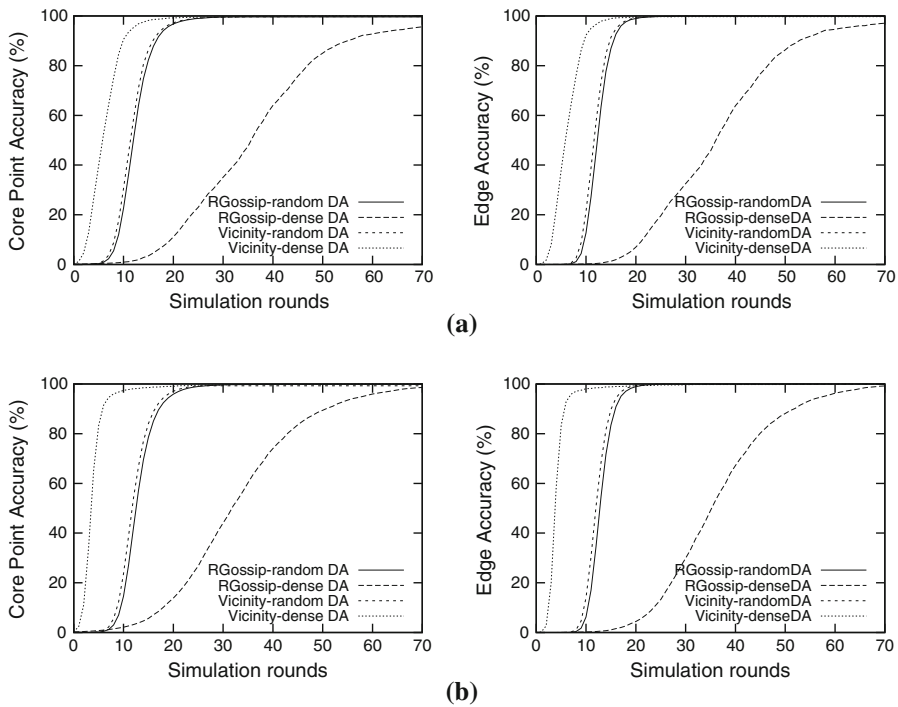 Core Point Accuracy (%)
100
80
60
40
20
0
RGossip-random DA
RGossip-dense DA
Vicinity-random DA
Vicinity-dense DA
0 10 20 30 40 50 60 70
Simulation rounds
Edge Accuracy (%)
100
80
60
40
20
0
RGossip-randomDA
RGossip-denseDA
Vicinity-randomDA
Vicinity-denseDA
0 10 20 30 40 50 60 70
Simulation rounds
(a)
Core Point Accuracy (%)
100
80
60
40
20
0
RGossip-random DA
RGossip-dense DA
Vicinity-random DA
Vicinity-dense DA
0 10 20 30 40 50 60 70
Simulation rounds
Edge Accuracy (%)
100
80
60
40
20
0
RGossip-randomDA
RGossip-denseDA
Vicinity-randomDA
Vicinity-denseDA
0 10 20 30 40 50 60 70
Simulation rounds
(b)